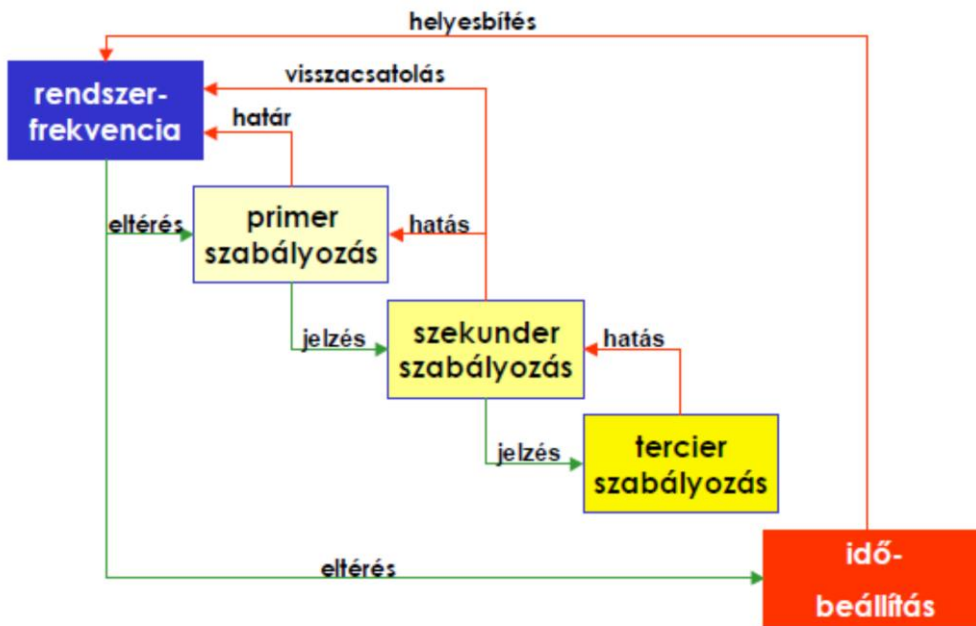 helyesbítés
visszacsatolás
rendszer-
frekvencia
határ
eltérés
primer
szabályozás
hatás
jelzés
szekunder
szabályozás
hatás
jelzés
tercier
szabályozás
eltérés
idő-
beállítás